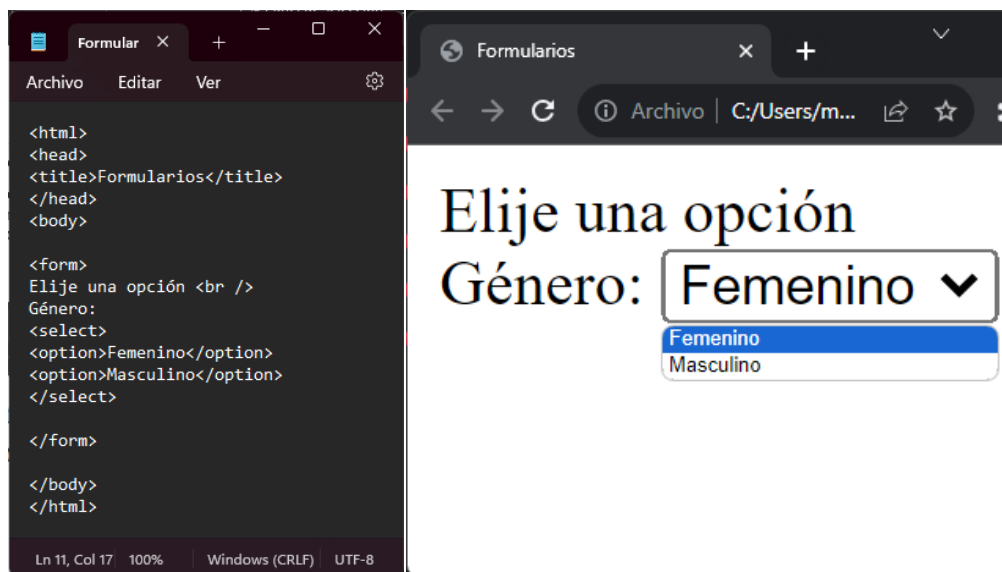 Formular
Archivo Editar Ver
<html>
<head>
<title>Formularios</title>
</head>
<body>
<form>
Elije una opción <br />
Género:
<select>
<option>Femenino</option>
<option>Masculino</option>
</select>
</form>
</body>
</html>
Ln 11, Col 17 100% Windows (CRLF) UTF-8
Formularios
Archivo C:/Users/m...
Elije una opción
Género: Femenino
Femenino
Masculino